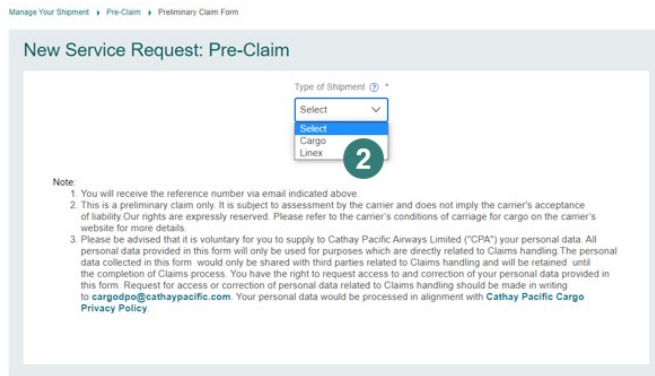 Manage Your Shipment ▸ Pre-Claim ▸ Preliminary Claim Form
New Service Request: Pre-Claim
Type of Shipment ? *
Select
Select
Cargo
Linex
2
Note:
1. You will receive the reference number via email indicated above.
2. This is a preliminary claim only. It is subject to assessment by the carrier and does not imply the carrier's acceptance
of liability.Our rights are expressly reserved. Please refer to the carrier's conditions of carriage for cargo on the carrier's
website for more details.
3. Please be advised that it is voluntary for you to supply to Cathay Pacific Airways Limited ("CPA") your personal data. All
personal data provided in this form will only be used for purposes which are directly related to Claims handling.The personal
data collected in this form would only be shared with third parties related to Claims handling and will be retained until
the completion of Claims process. You have the right to request access to and correction of your personal data provided in
this form. Request for access or correction of personal data related to Claims handling should be made in writing
to cargodpo@cathaypacific.com. Your personal data would be processed in alignment with Cathay Pacific Cargo
Privacy Policy.